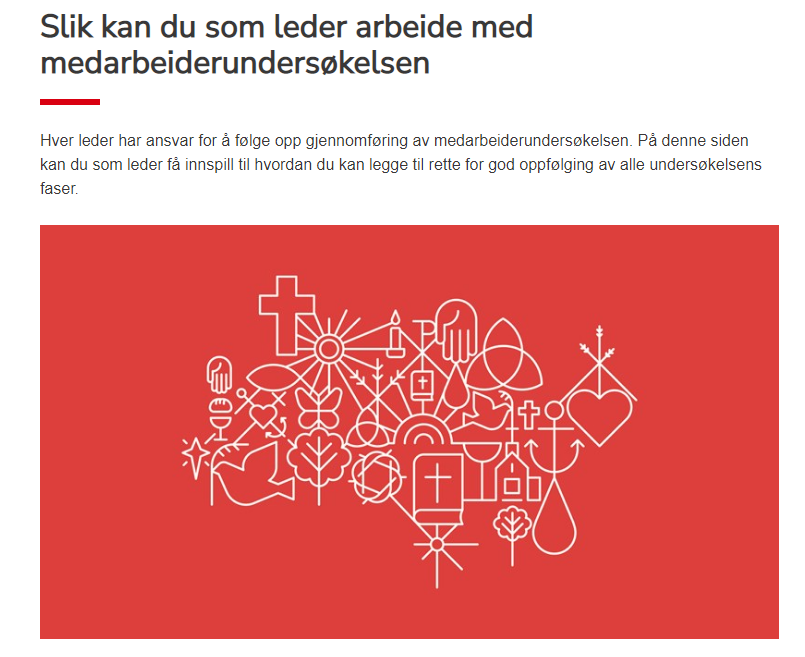 Slik kan du som leder arbeide med
medarbeiderundersøkelsen
Hver leder har ansvar for å følge opp gjennomføring av medarbeiderundersøkelsen. På denne siden
kan du som leder få innspill til hvordan du kan legge til rette for god oppfølging av alle undersøkelsens
faser.